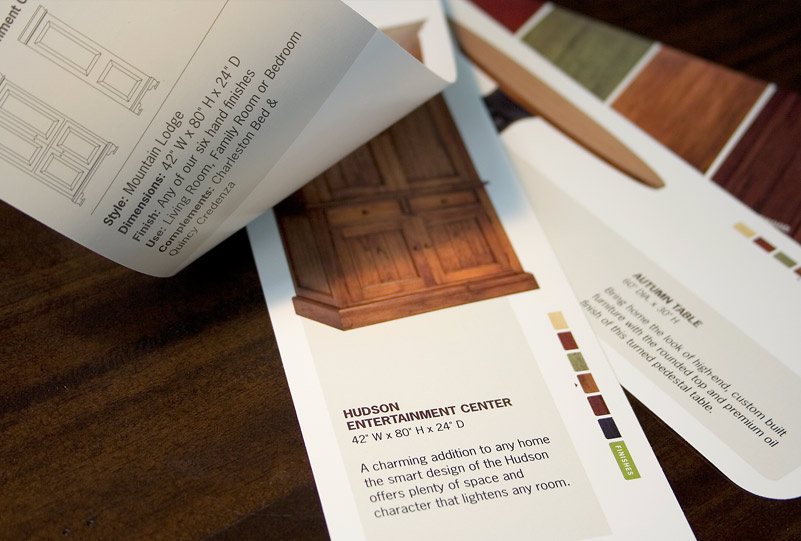 Style: Mountain Lodge
Dimensions: 42" W x 80" H x 24" D
Finish: Any of our six hand finishes
Use: Living Room, Family Room or Bedroom
Complements: Charleston Bed &
Quincy Credenza
HUDSON
ENTERTAINMENT CENTER
42" W x 80" H x 24" D
A charming addition to any home
the smart design of the Hudson
offers plenty of space and
character that lightens any room.
FINISHES
AUTUMN TABLE
60" DIA. x 30" H
Bring home the look of high-end, custom built
furniture with the rounded top and premium oil
finish of this turned pedestal table.